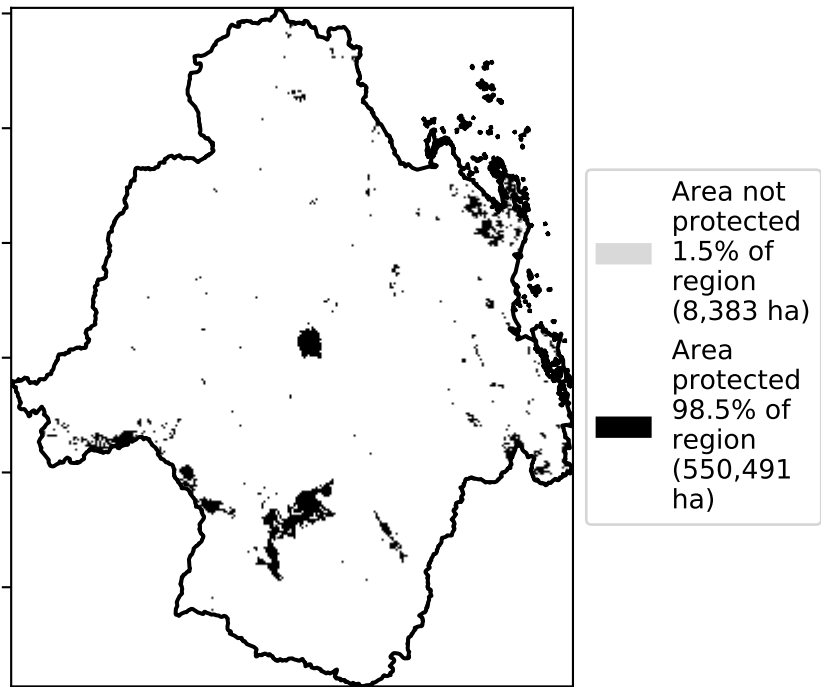 Area not
protected
1.5% of
region
(8,383 ha)
Area
protected
98.5% of
region
(550,491
ha)